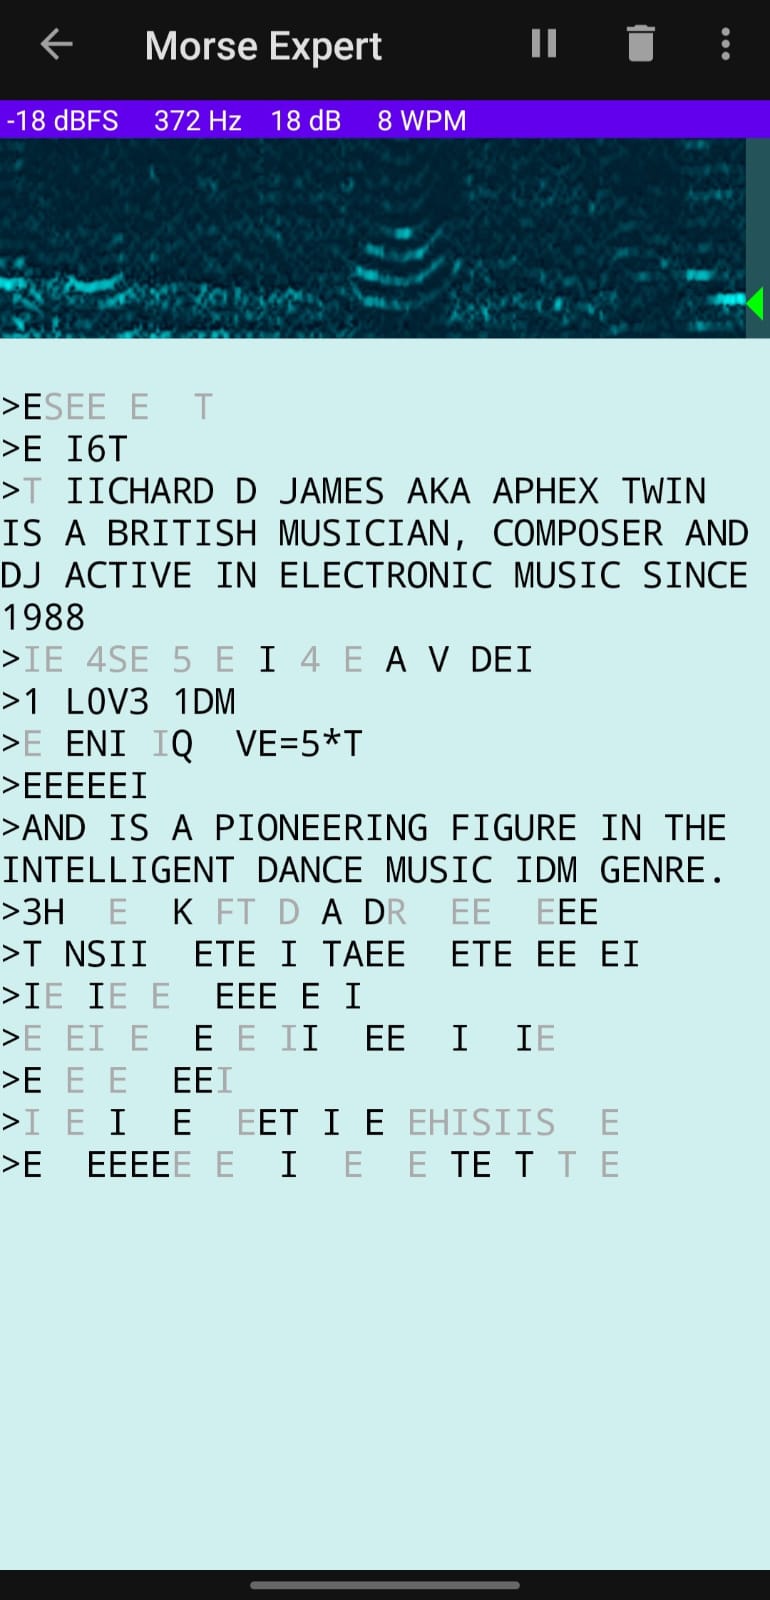 Morse Expert
-18 dBFS 372 Hz 18 dB 8 WPM
>ESEE E T
>E I6T
>T IICHARD D JAMES AKA APHEX TWIN
IS A BRITISH MUSICIAN, COMPOSER AND
DJ ACTIVE IN ELECTRONIC MUSIC SINCE
1988
>IE 4SE 5 E I 4 E A V DEI
>1 L0V3 1DM
>E ENI IQ VE=5*T
>EEEEEI
>AND IS A PIONEERING FIGURE IN THE
INTELLIGENT DANCE MUSIC IDM GENRE.
>3H E K FT D A DR EE EEE
>T NSII ETE I TAEE ETE EE EI
>IE IE E EEE E I
>E EI E E E II EE I IE
>E E E EEI
>I E I E EET I E EHISIIS E
>E EEEEE E I E E TE T T E